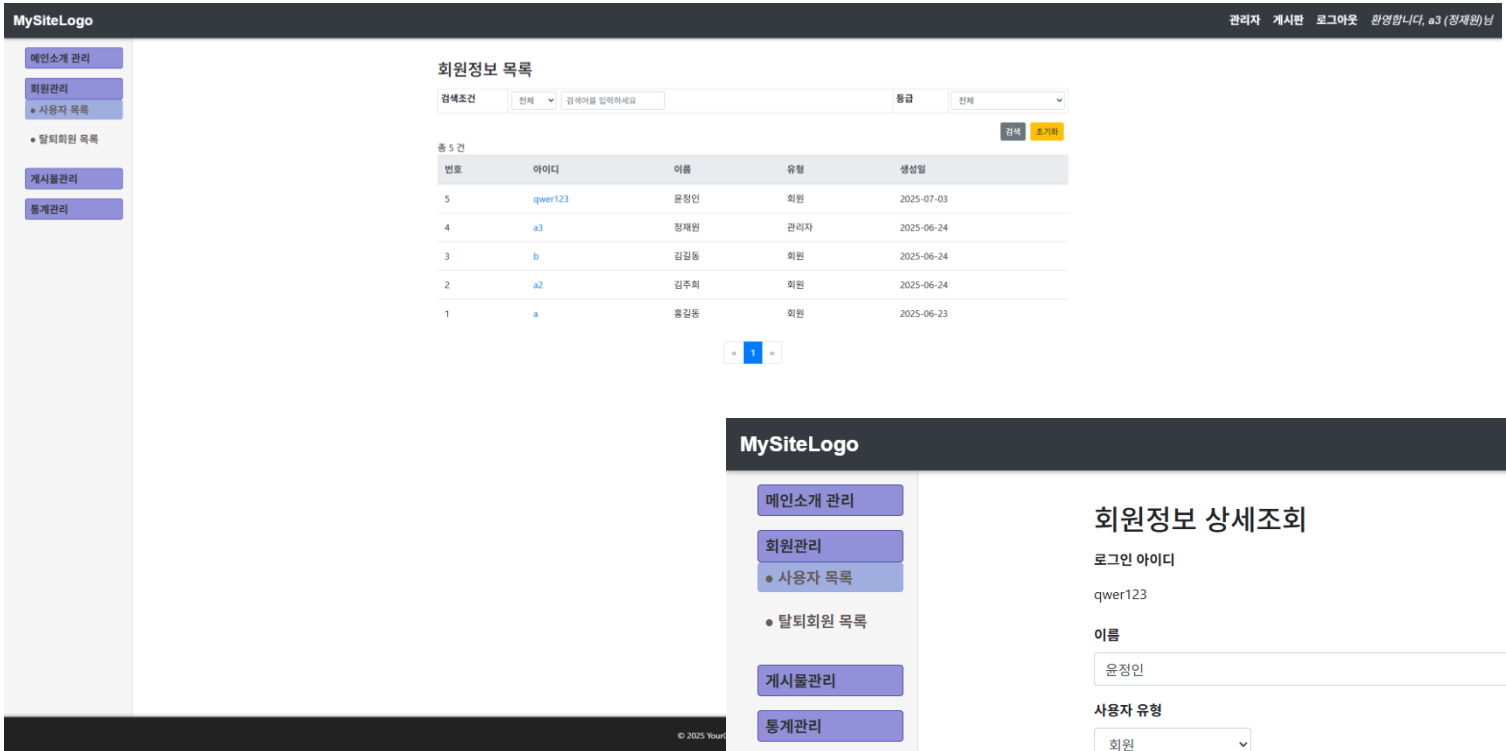 MySiteLogo
관리자 게시판 로그아웃 환영합니다, a3 (정재원)님
메인소개 관리
회원관리
● 사용자 목록
● 탈퇴회원 목록
게시물관리
통계관리
회원정보 목록
검색조건 전체 검색어를 입력하세요 등급 전체
검색 초기화
총 5 건
번호 아이디 이름 유형 생성일
5 qwer123 윤정인 회원 2025-07-03
4 a3 정재원 관리자 2025-06-24
3 b 김길동 회원 2025-06-24
2 a2 김주희 회원 2025-06-24
1 a 홍길동 회원 2025-06-23
« 1 »
© 2025
MySiteLogo
메인소개 관리
회원관리
● 사용자 목록
● 탈퇴회원 목록
게시물관리
통계관리
회원정보 상세조회
로그인 아이디
qwer123
이름
윤정인
사용자 유형
회원